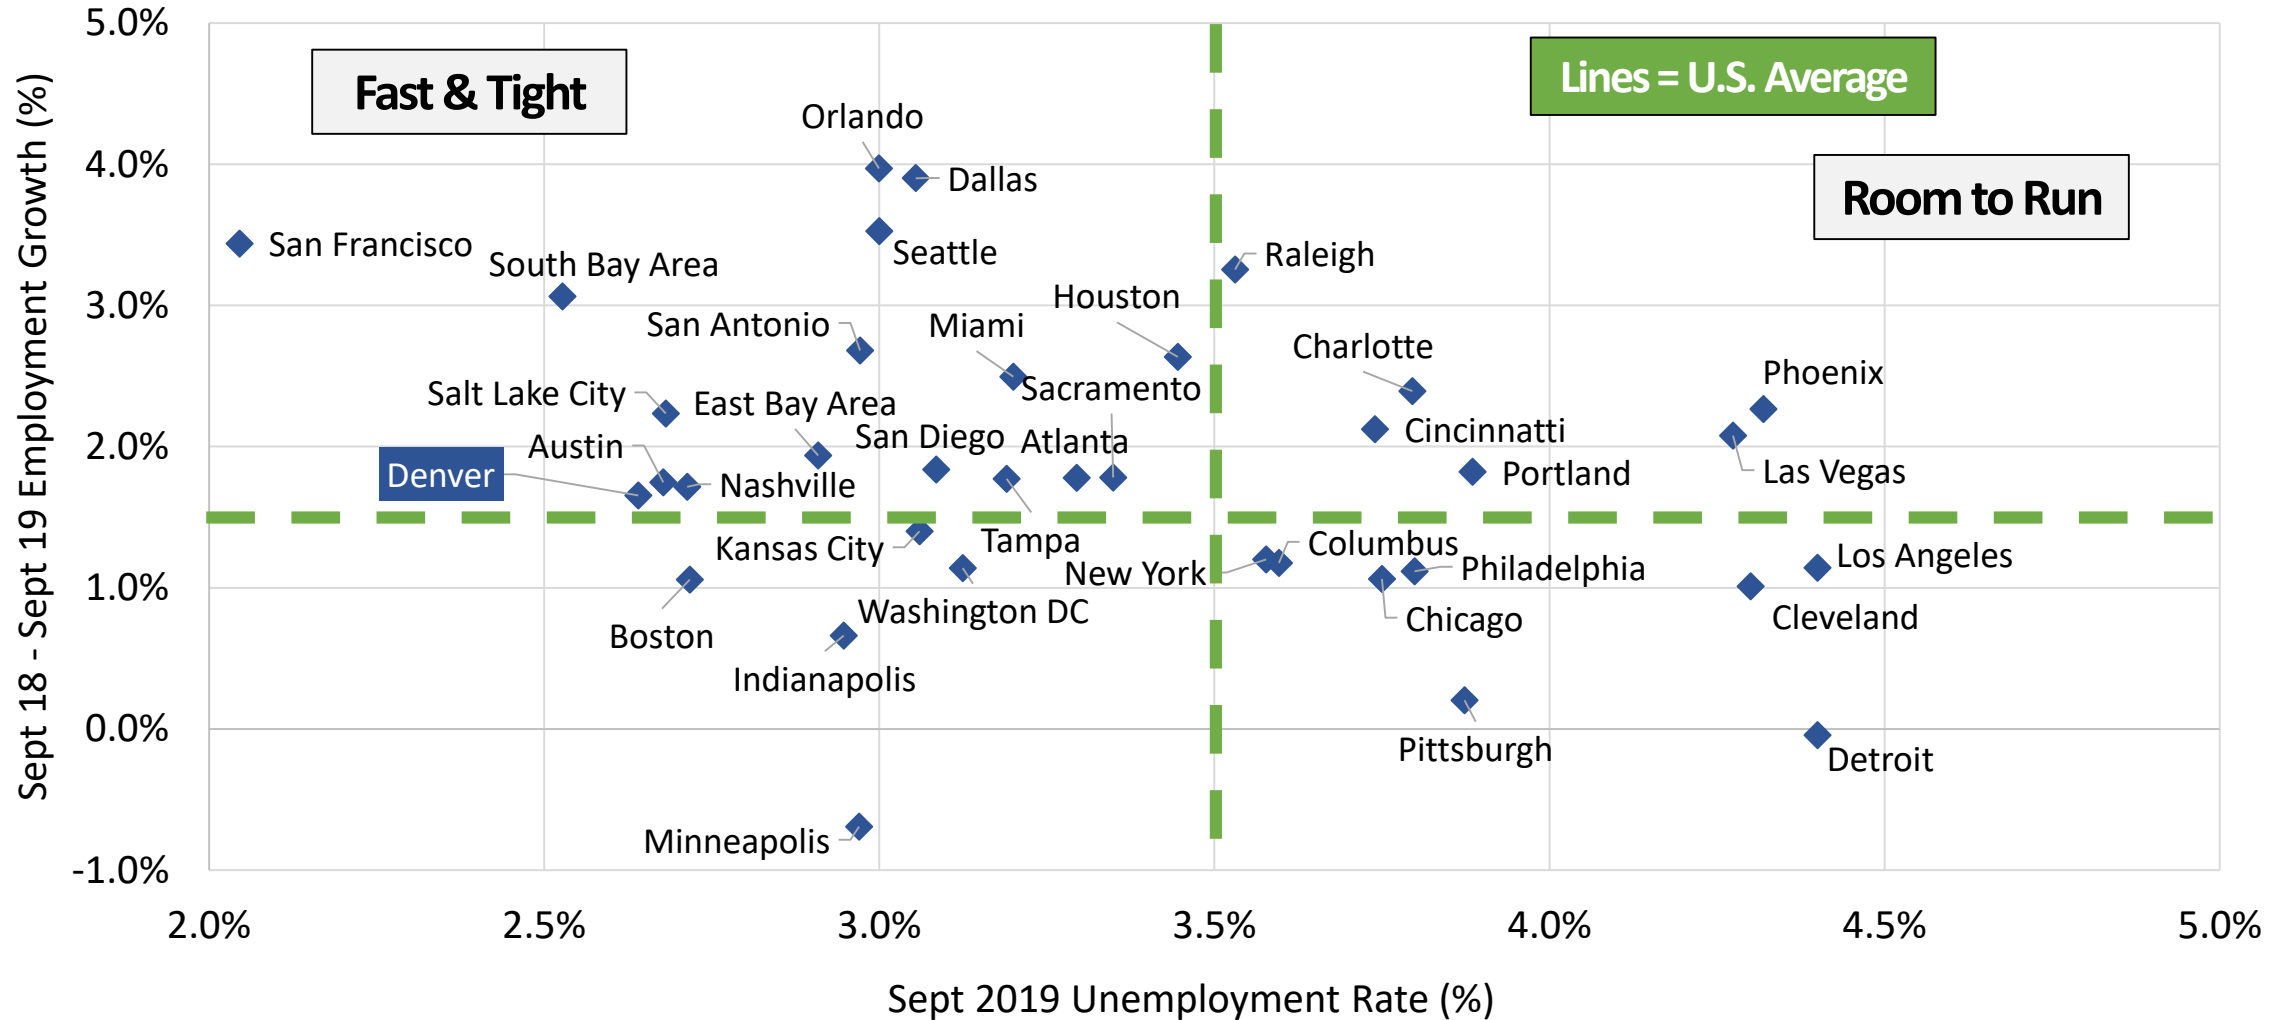 5.0%
Fast & Tight
Lines = U.S. Average
Orlando
4.0%
Dallas
Room to Run
San Francisco
Seattle
Raleigh
South Bay Area
3.0%
Houston
San Antonio
Miami
Charlotte
Phoenix
Salt Lake City
East Bay Area
Sacramento
Cincinnatti
2.0%
Austin
San Diego
Atlanta
Denver
Nashville
Portland
Las Vegas
Kansas City
Tampa
Columbus
Los Angeles
New York
Philadelphia
1.0%
Washington DC
Chicago
Cleveland
Boston
Indianapolis
0.0%
Pittsburgh
Detroit
Minneapolis
-1.0%
2.0%
2.5%
3.0%
3.5%
4.0%
4.5%
5.0%
Sept 2019 Unemployment Rate (%)
Sept 18 - Sept 19 Employment Growth (%)